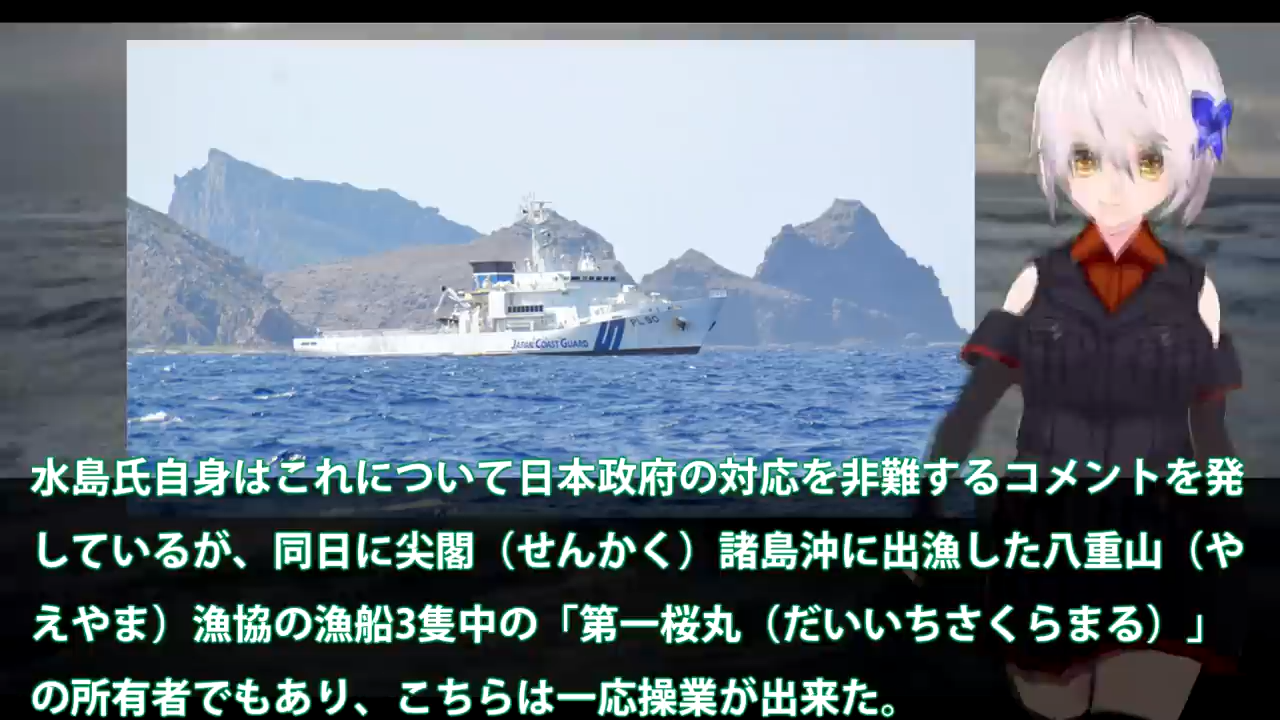 PL 90
JAPAN COAST GUARD
水島氏自身はこれについて日本政府の対応を非難するコメントを発
しているが、同日に尖閣（せんかく）諸島沖に出漁した八重山（や
えやま）漁協の漁船3隻中の「第一桜丸（だいいちさくらまる）」
の所有者でもあり、こちらは一応操業が出来た。